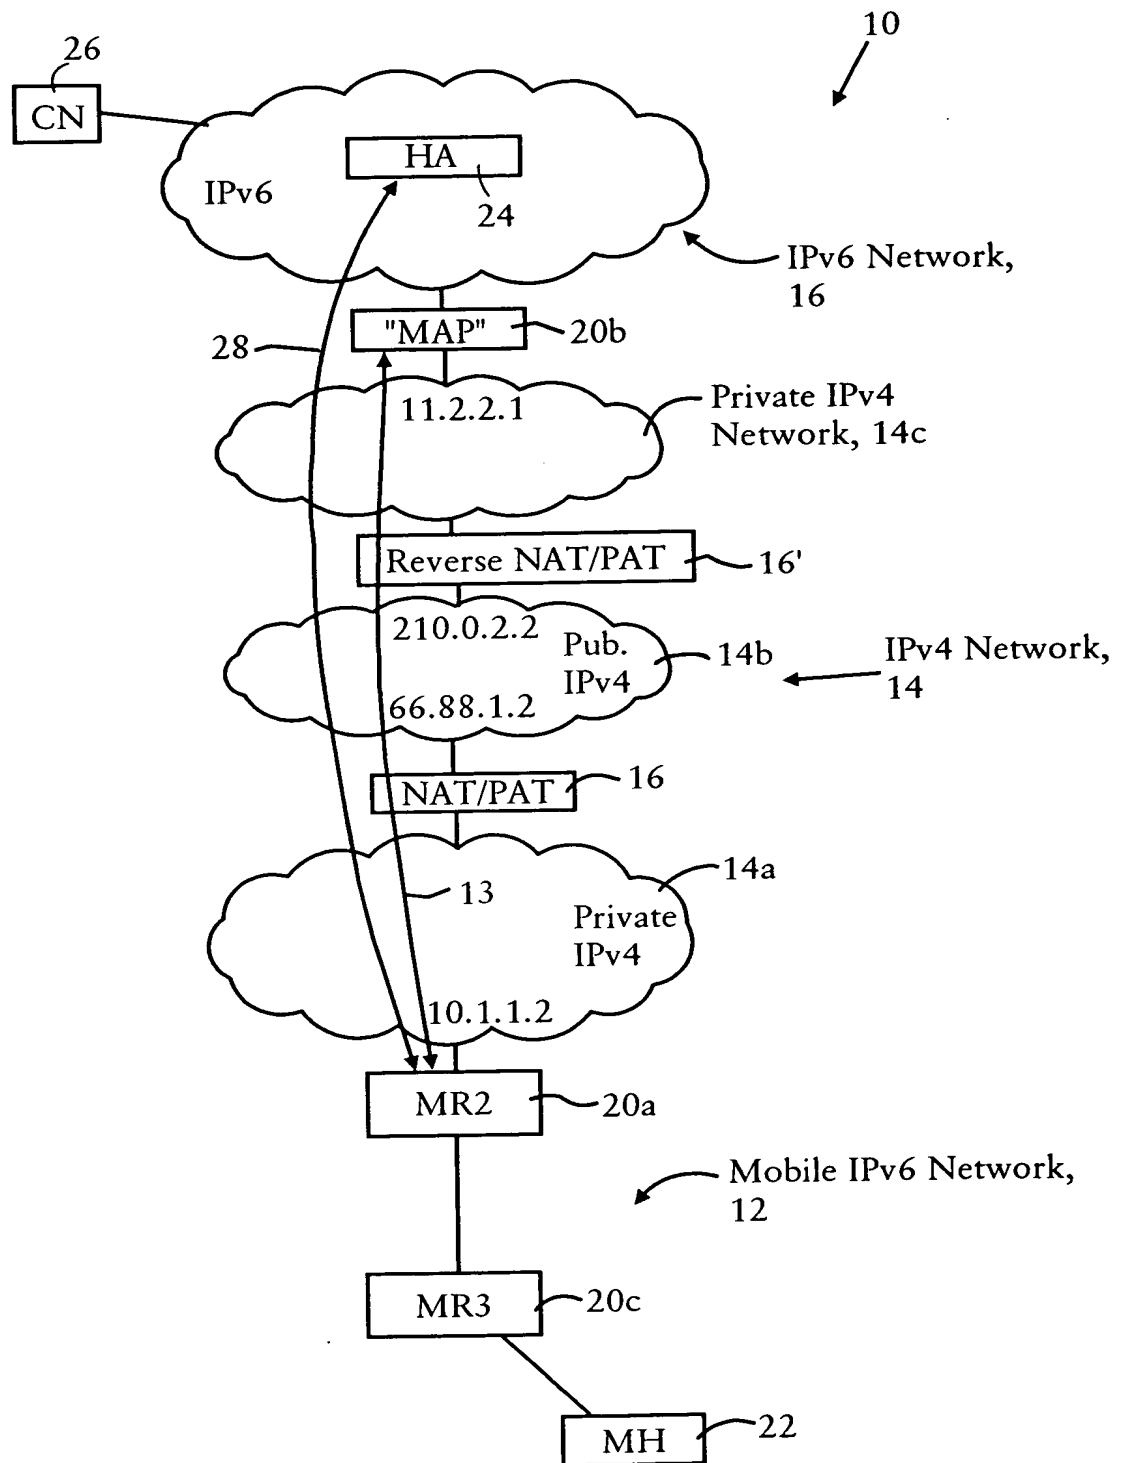 10
26
CN
HA
IPv6
24
IPv6 Network,
16
"MAP"
20b
28
11.2.2.1
Private IPv4
Network, 14c
Reverse NAT/PAT
16'
210.0.2.2
Pub.
IPv4
14b
IPv4 Network,
14
66.88.1.2
NAT/PAT
16
14a
13
Private
IPv4
10.1.1.2
MR2
20a
Mobile IPv6 Network,
12
MR3
20c
MH
22